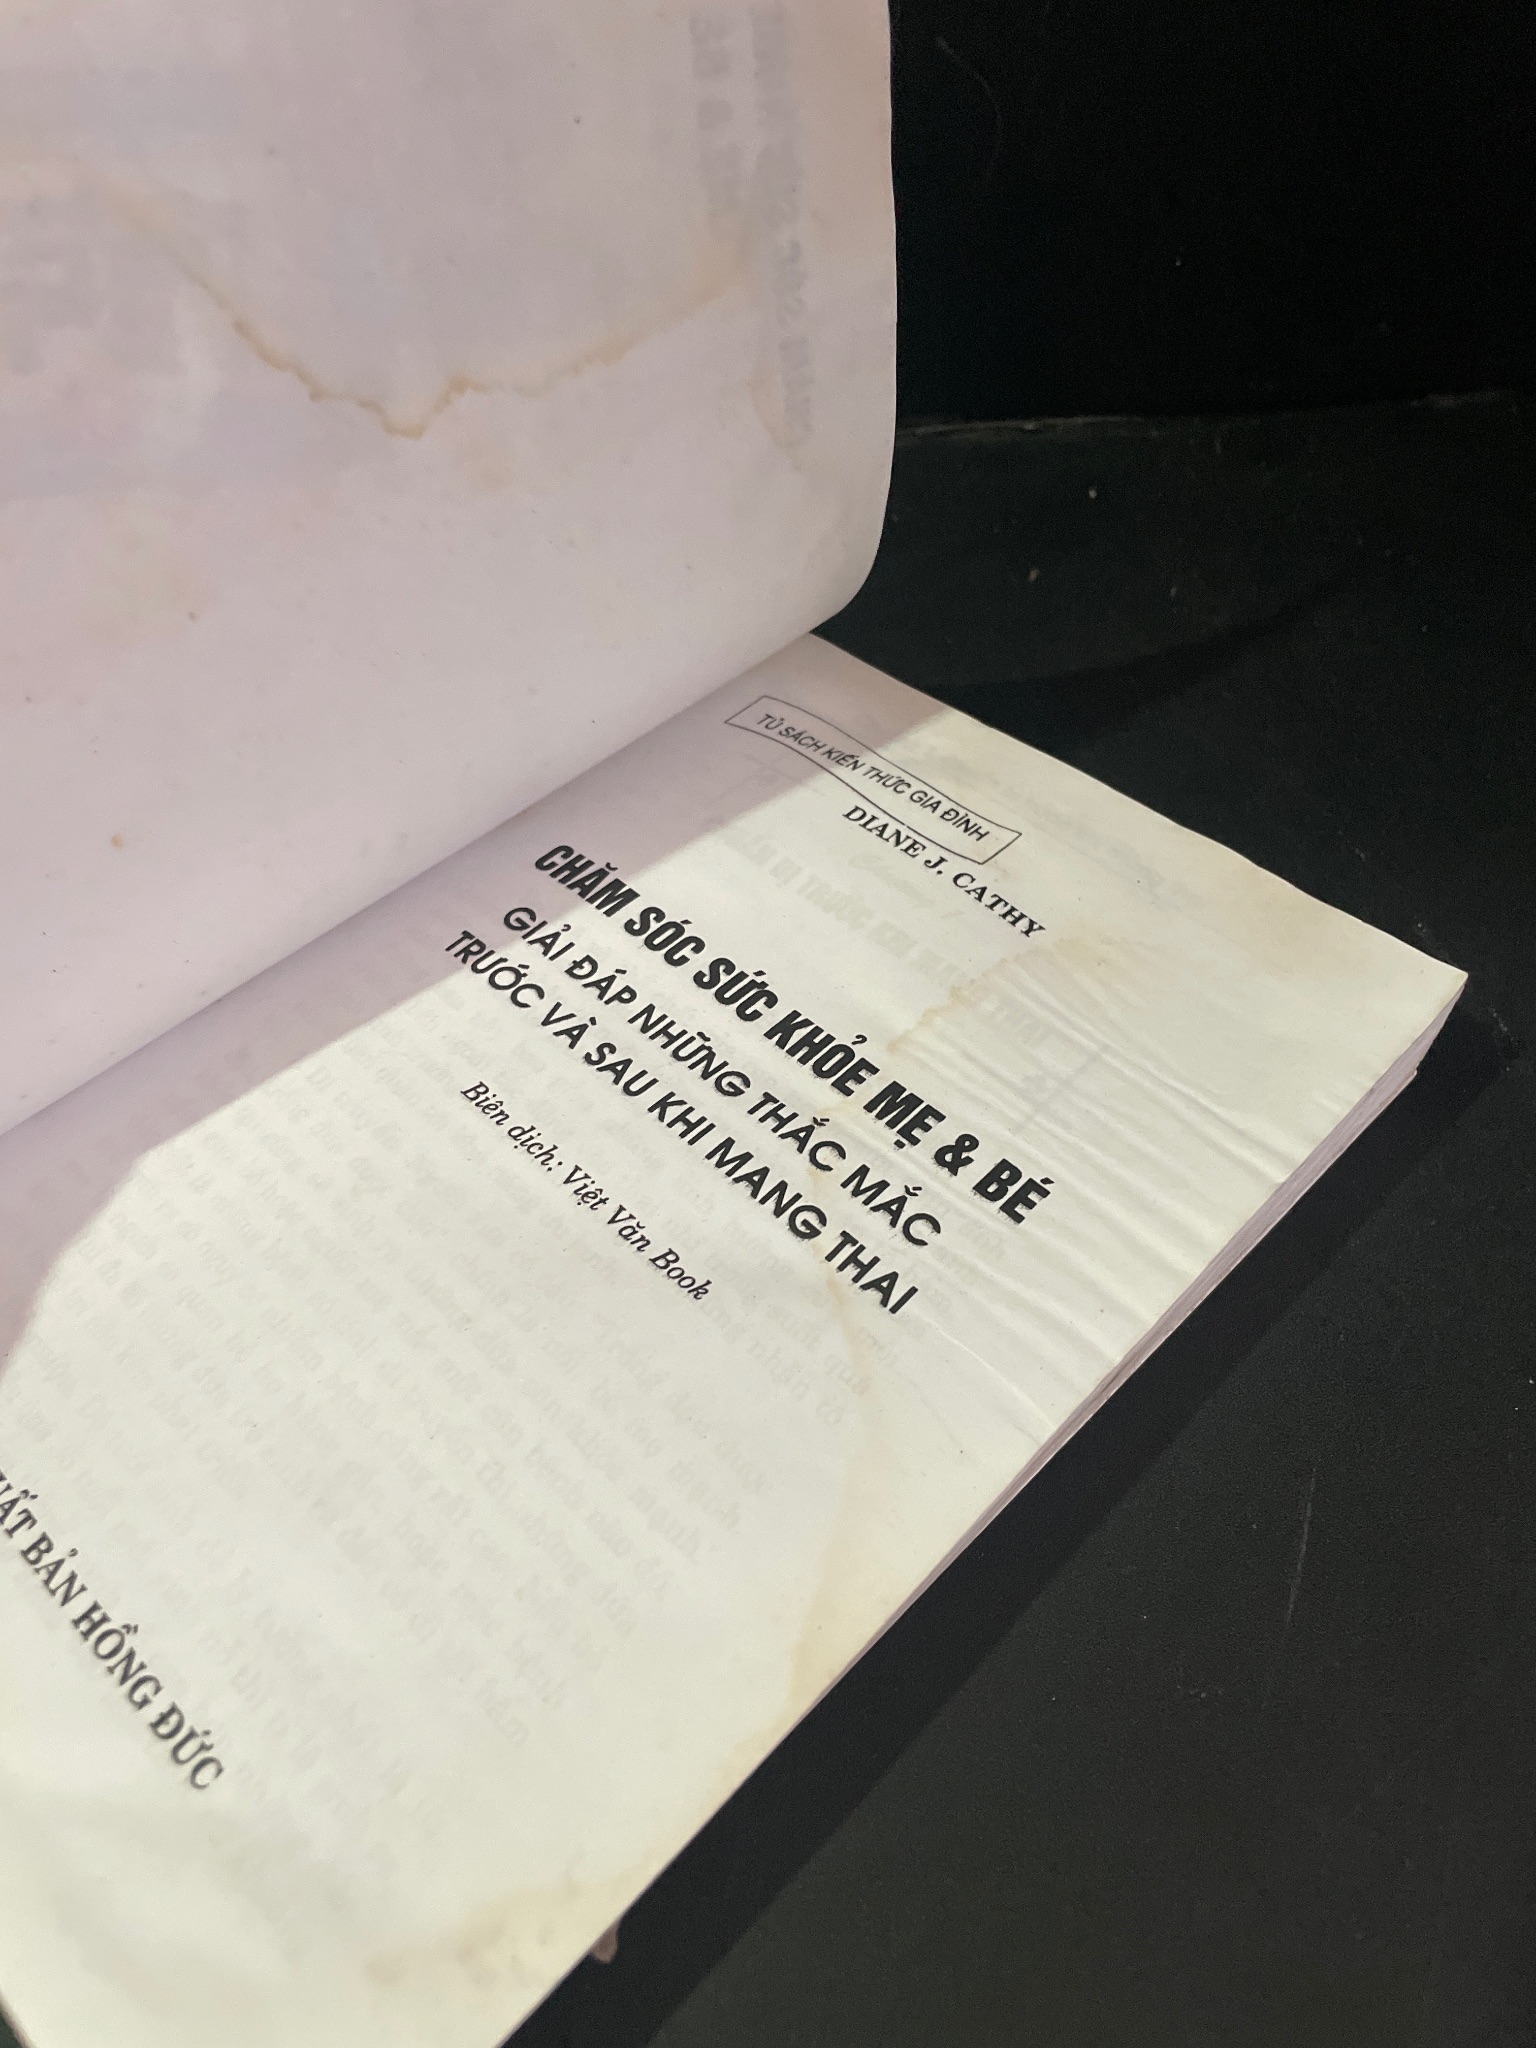 TỦ SÁCH KIẾN THỨC GIA ĐÌNH
DIANE J. CATHY
CHĂM SÓC SỨC KHỎE MẸ & BÉ
GIẢI ĐÁP NHỮNG THẮC MẮC
TRƯỚC VÀ SAU KHI MANG THAI
Biên dịch: Việt Văn Book
BẢN HỒNG ĐỨC